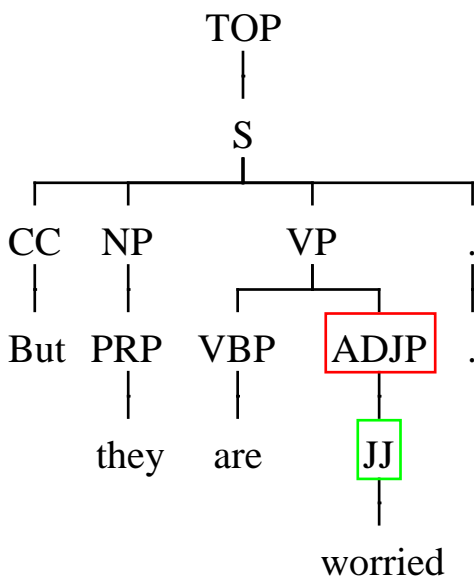 TOP
S
CC NP VP .
But PRP VBP ADJP .
they are JJ
worried